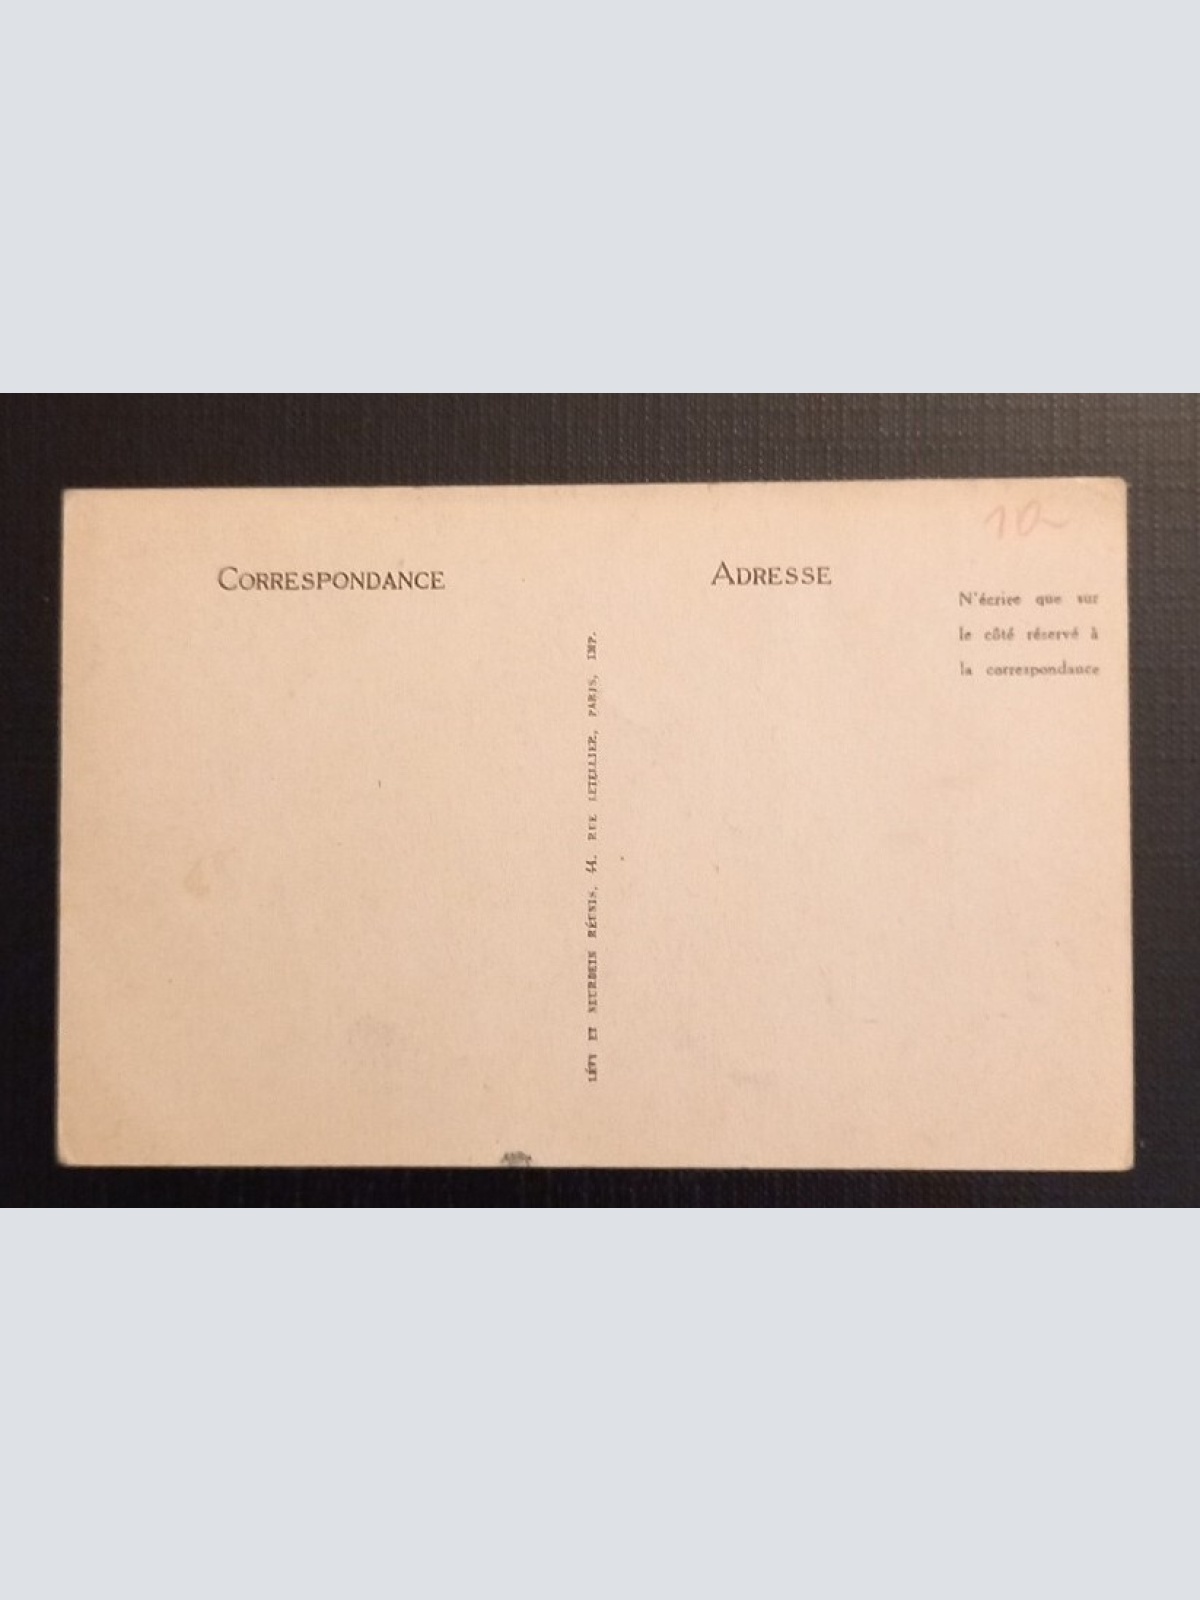 CORRESPONDANCE
ADRESSE
10-
N'écrire que sur
le côté réservé à
la correspondance
LÉVY ET NEURDEIN RÉUNIS, 44, RUE LETELLIER, PARIS, IMP.